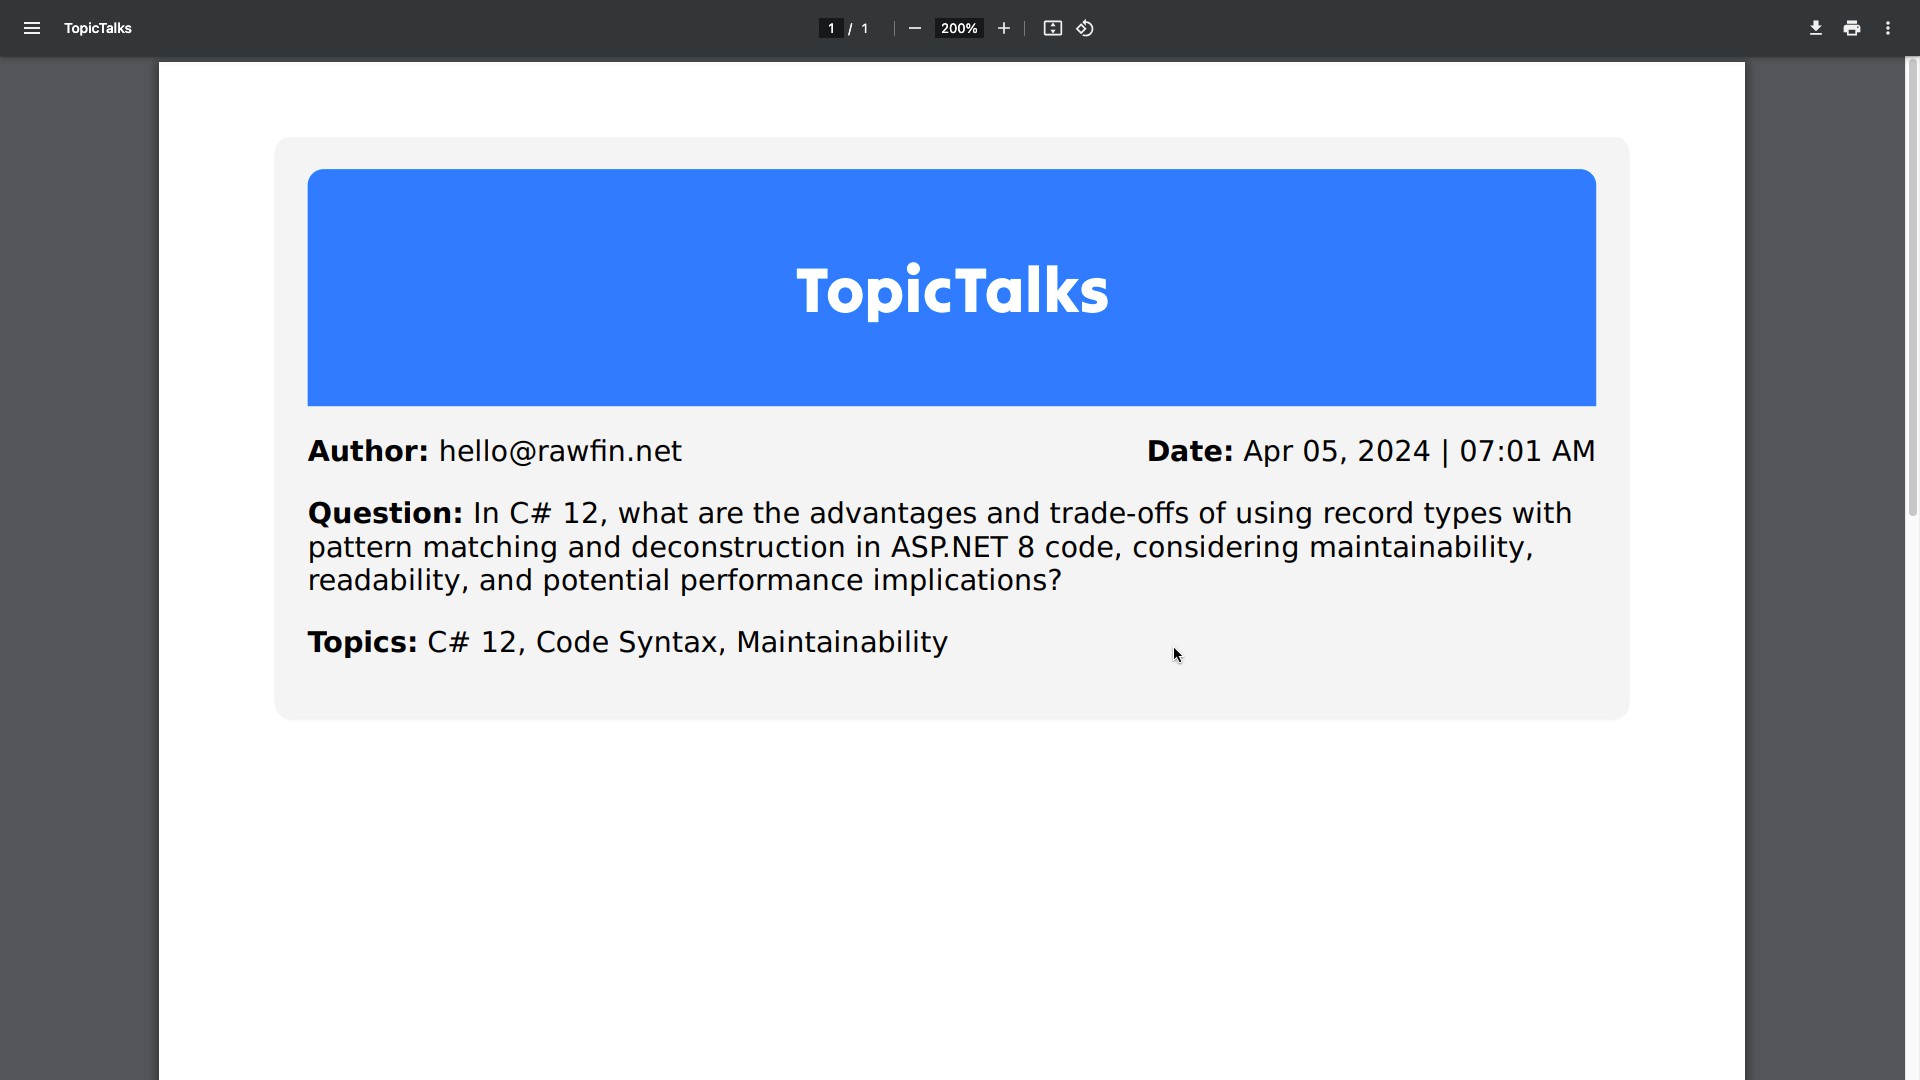 TopicTalks
1 / 1
200%
TopicTalks
Author: hello@rawfin.net
Date: Apr 05, 2024 | 07:01 AM
Question: In C# 12, what are the advantages and trade-offs of using record types with
pattern matching and deconstruction in ASP.NET 8 code, considering maintainability,
readability, and potential performance implications?
Topics: C# 12, Code Syntax, Maintainability